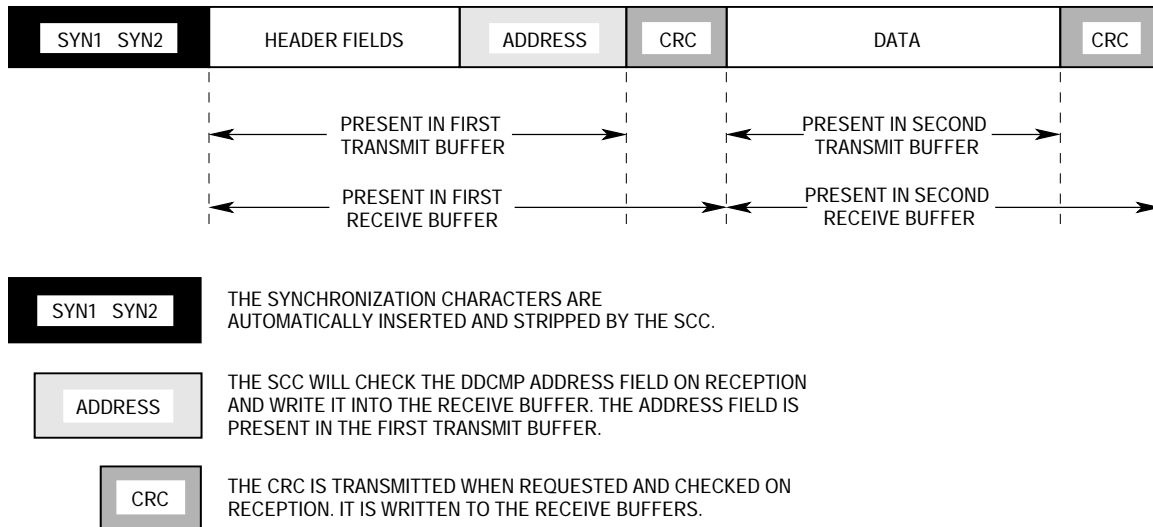 SYN1 SYN2 HEADER FIELDS ADDRESS CRC DATA CRC
PRESENT IN FIRST
TRANSMIT BUFFER
PRESENT IN SECOND
TRANSMIT BUFFER
PRESENT IN FIRST
RECEIVE BUFFER
PRESENT IN SECOND
RECEIVE BUFFER
SYN1 SYN2
THE SYNCHRONIZATION CHARACTERS ARE
AUTOMATICALLY INSERTED AND STRIPPED BY THE SCC.
ADDRESS
THE SCC WILL CHECK THE DDCMP ADDRESS FIELD ON RECEPTION
AND WRITE IT INTO THE RECEIVE BUFFER. THE ADDRESS FIELD IS
PRESENT IN THE FIRST TRANSMIT BUFFER.
CRC
THE CRC IS TRANSMITTED WHEN REQUESTED AND CHECKED ON
RECEPTION. IT IS WRITTEN TO THE RECEIVE BUFFERS.